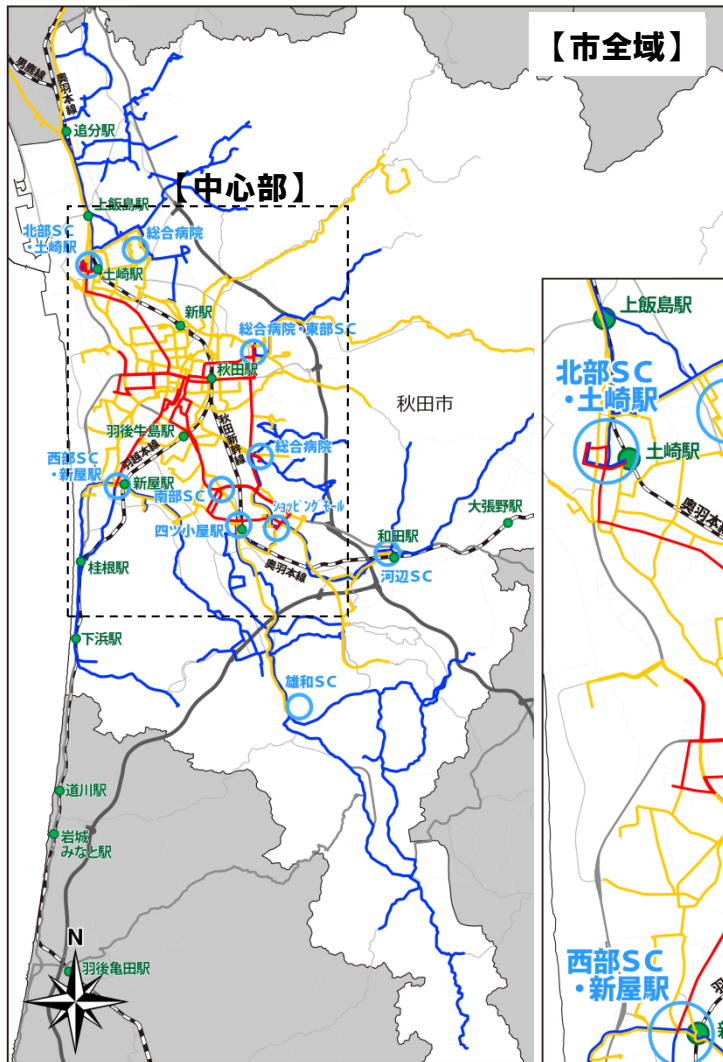 【市全域】
男鹿線
奥羽本線
追分駅
【中心部】
上飯島駅
北部SC
・土崎駅
総合病院
土崎駅
新駅
総合病院・東部SC
秋田駅
秋田市
羽後牛島駅
秋田新幹線
羽越本線
西部SC
・新屋駅
新屋駅
総合病院
南部SC
ショッピングモール
四ツ小屋駅
大張野駅
和田駅
奥羽本線
河辺SC
桂根駅
下浜駅
雄和SC
道川駅
岩城
みなと駅
N
羽後亀田駅
上飯島駅
北部SC
・土崎駅
土崎駅
奥羽本
西部SC
・新屋駅